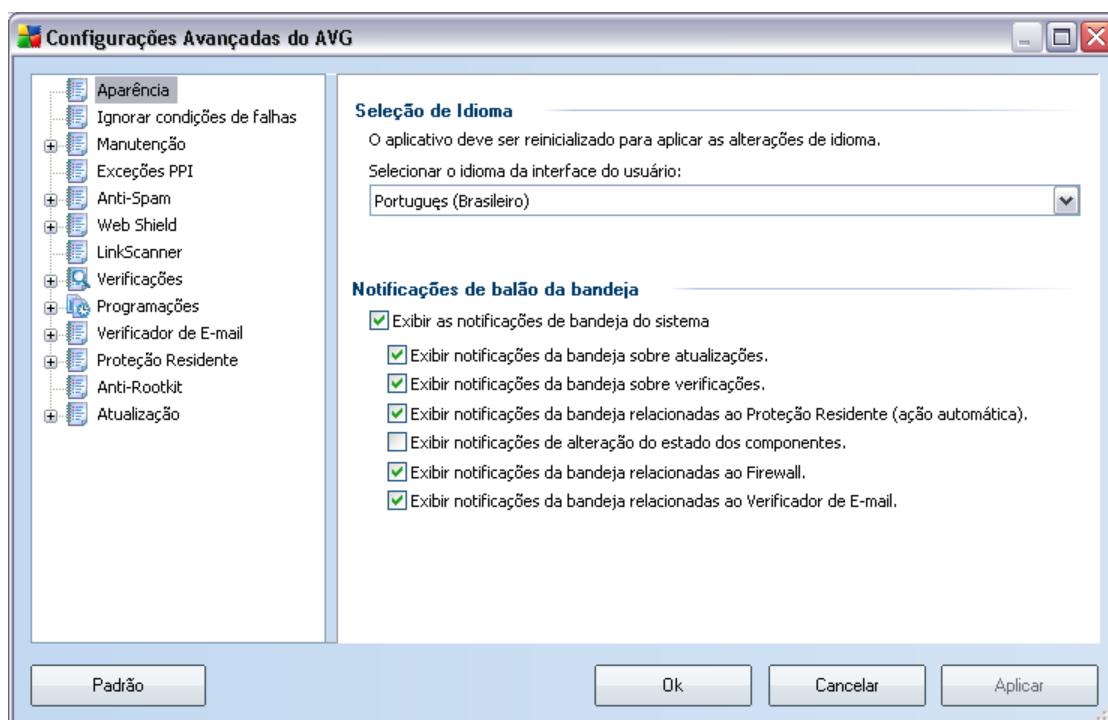 Configurações Avançadas do AVG
Aparência
Ignorar condições de falhas
Manutenção
Exceções PPI
Anti-Spam
Web Shield
LinkScanner
Verificações
Programações
Verificador de E-mail
Proteção Residente
Anti-Rootkit
Atualização
Seleção de Idioma
O aplicativo deve ser reinicializado para aplicar as alterações de idioma.
Selecionar o idioma da interface do usuário:
Portuguęs (Brasileiro)
Notificações de balão da bandeja
Exibir as notificações de bandeja do sistema
Exibir notificações da bandeja sobre atualizações.
Exibir notificações da bandeja sobre verificações.
Exibir notificações da bandeja relacionadas ao Proteção Residente (ação automática).
Exibir notificações de alteração do estado dos componentes.
Exibir notificações da bandeja relacionadas ao Firewall.
Exibir notificações da bandeja relacionadas ao Verificador de E-mail.
Padrão
Ok
Cancelar
Aplicar